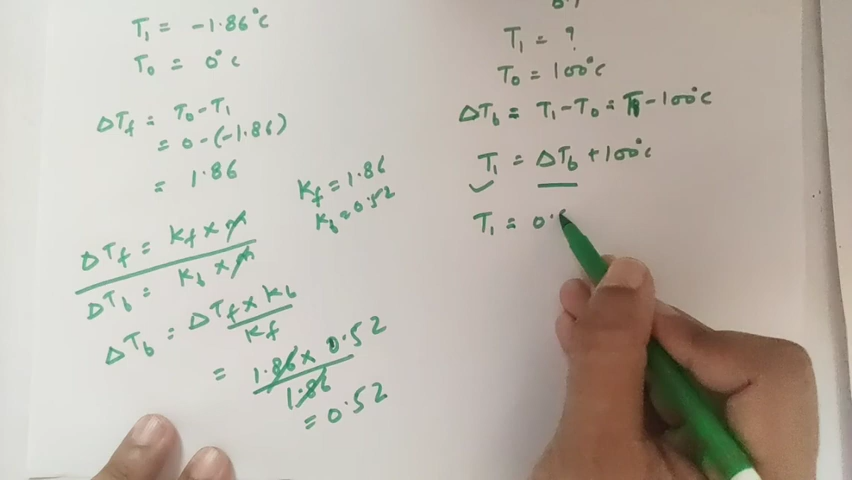 T₁ = -1.86°c
T₀ = 0°c
ΔTf = T₀-T₁
= 0-(-1.86)
= 1.86
Kf = 1.86
Kb = 0.52
ΔTf = Kf × m
ΔTb = Kb × m
ΔTb = ΔTf × Kb
Kf
= 1.86 × 0.52
1.86
= 0.52
T₁ = ?
T₀ = 100°c
ΔTb = T₁-T₀ = T₁-100°c
T₁ = ΔTb + 100°c
T₁ = 0.5